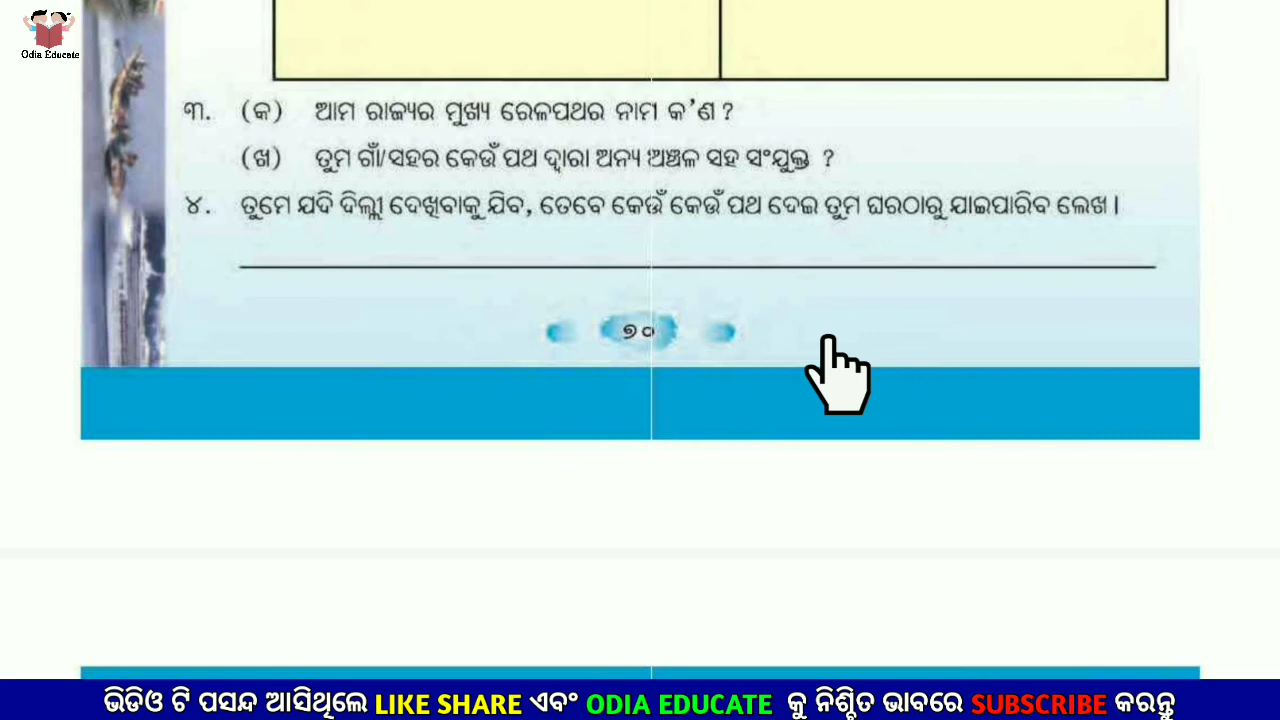 Odia Educate
୩. (କ) ଆମ ରାଜ୍ୟର ମୁଖ୍ୟ ରେଳପଥର ନାମ କ'ଣ ?
(ଖ) ତୁମ ଗାଁ/ସହର କେଉଁ ପଥ ଦ୍ୱାରା ଅନ୍ୟ ଅଞ୍ଚଳ ସହ ସଂଯୁକ୍ତ ?
୪. ତୁମେ ଯଦି ଦିଲ୍ଲୀ ଦେଖିବାକୁ ଯିବ, ତେବେ କେଉଁ କେଉଁ ପଥ ଦେଇ ତୁମ ଘରଠାରୁ ଯାଇପାରିବ ଲେଖ।
୭୦
ଭିଡିଓ ଟି ପସନ୍ଦ ଆସିଥିଲେ LIKE SHARE ଏବଂ ODIA EDUCATE କୁ ନିଶ୍ଚିତ ଭାବରେ SUBSCRIBE କରନ୍ତୁ